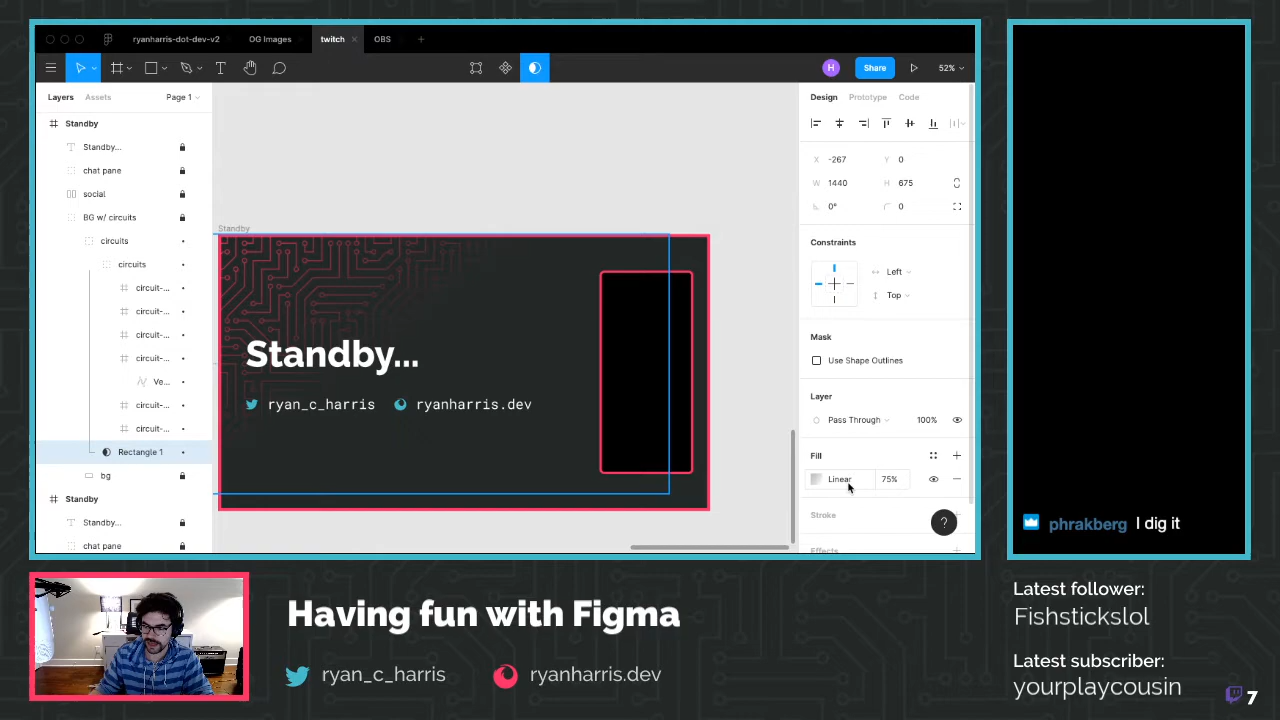 ryanharris-dot-dev-v2
OG Images
twitch
OBS
H
Share
52%
Layers
Assets
Page 1
Standby
Standby...
chat pane
social
BG w/ circuits
circuits
circuits
circuit-...
circuit-...
circuit-...
circuit-...
Ve...
circuit-...
circuit-...
Rectangle 1
bg
Standby
Standby...
chat pane
Standby
Standby...
ryan_c_harris
ryanharris.dev
Design
Prototype
Code
X -267
Y 0
W 1440
H 675
0°
0
Constraints
Left
Top
Mask
Use Shape Outlines
Layer
Pass Through
100%
Fill
Linear
75%
Stroke
?
Effects
phrakberg I dig it
Having fun with Figma
ryan_c_harris
ryanharris.dev
Latest follower:
Fishstickslol
Latest subscriber:
yourplaycousin
7